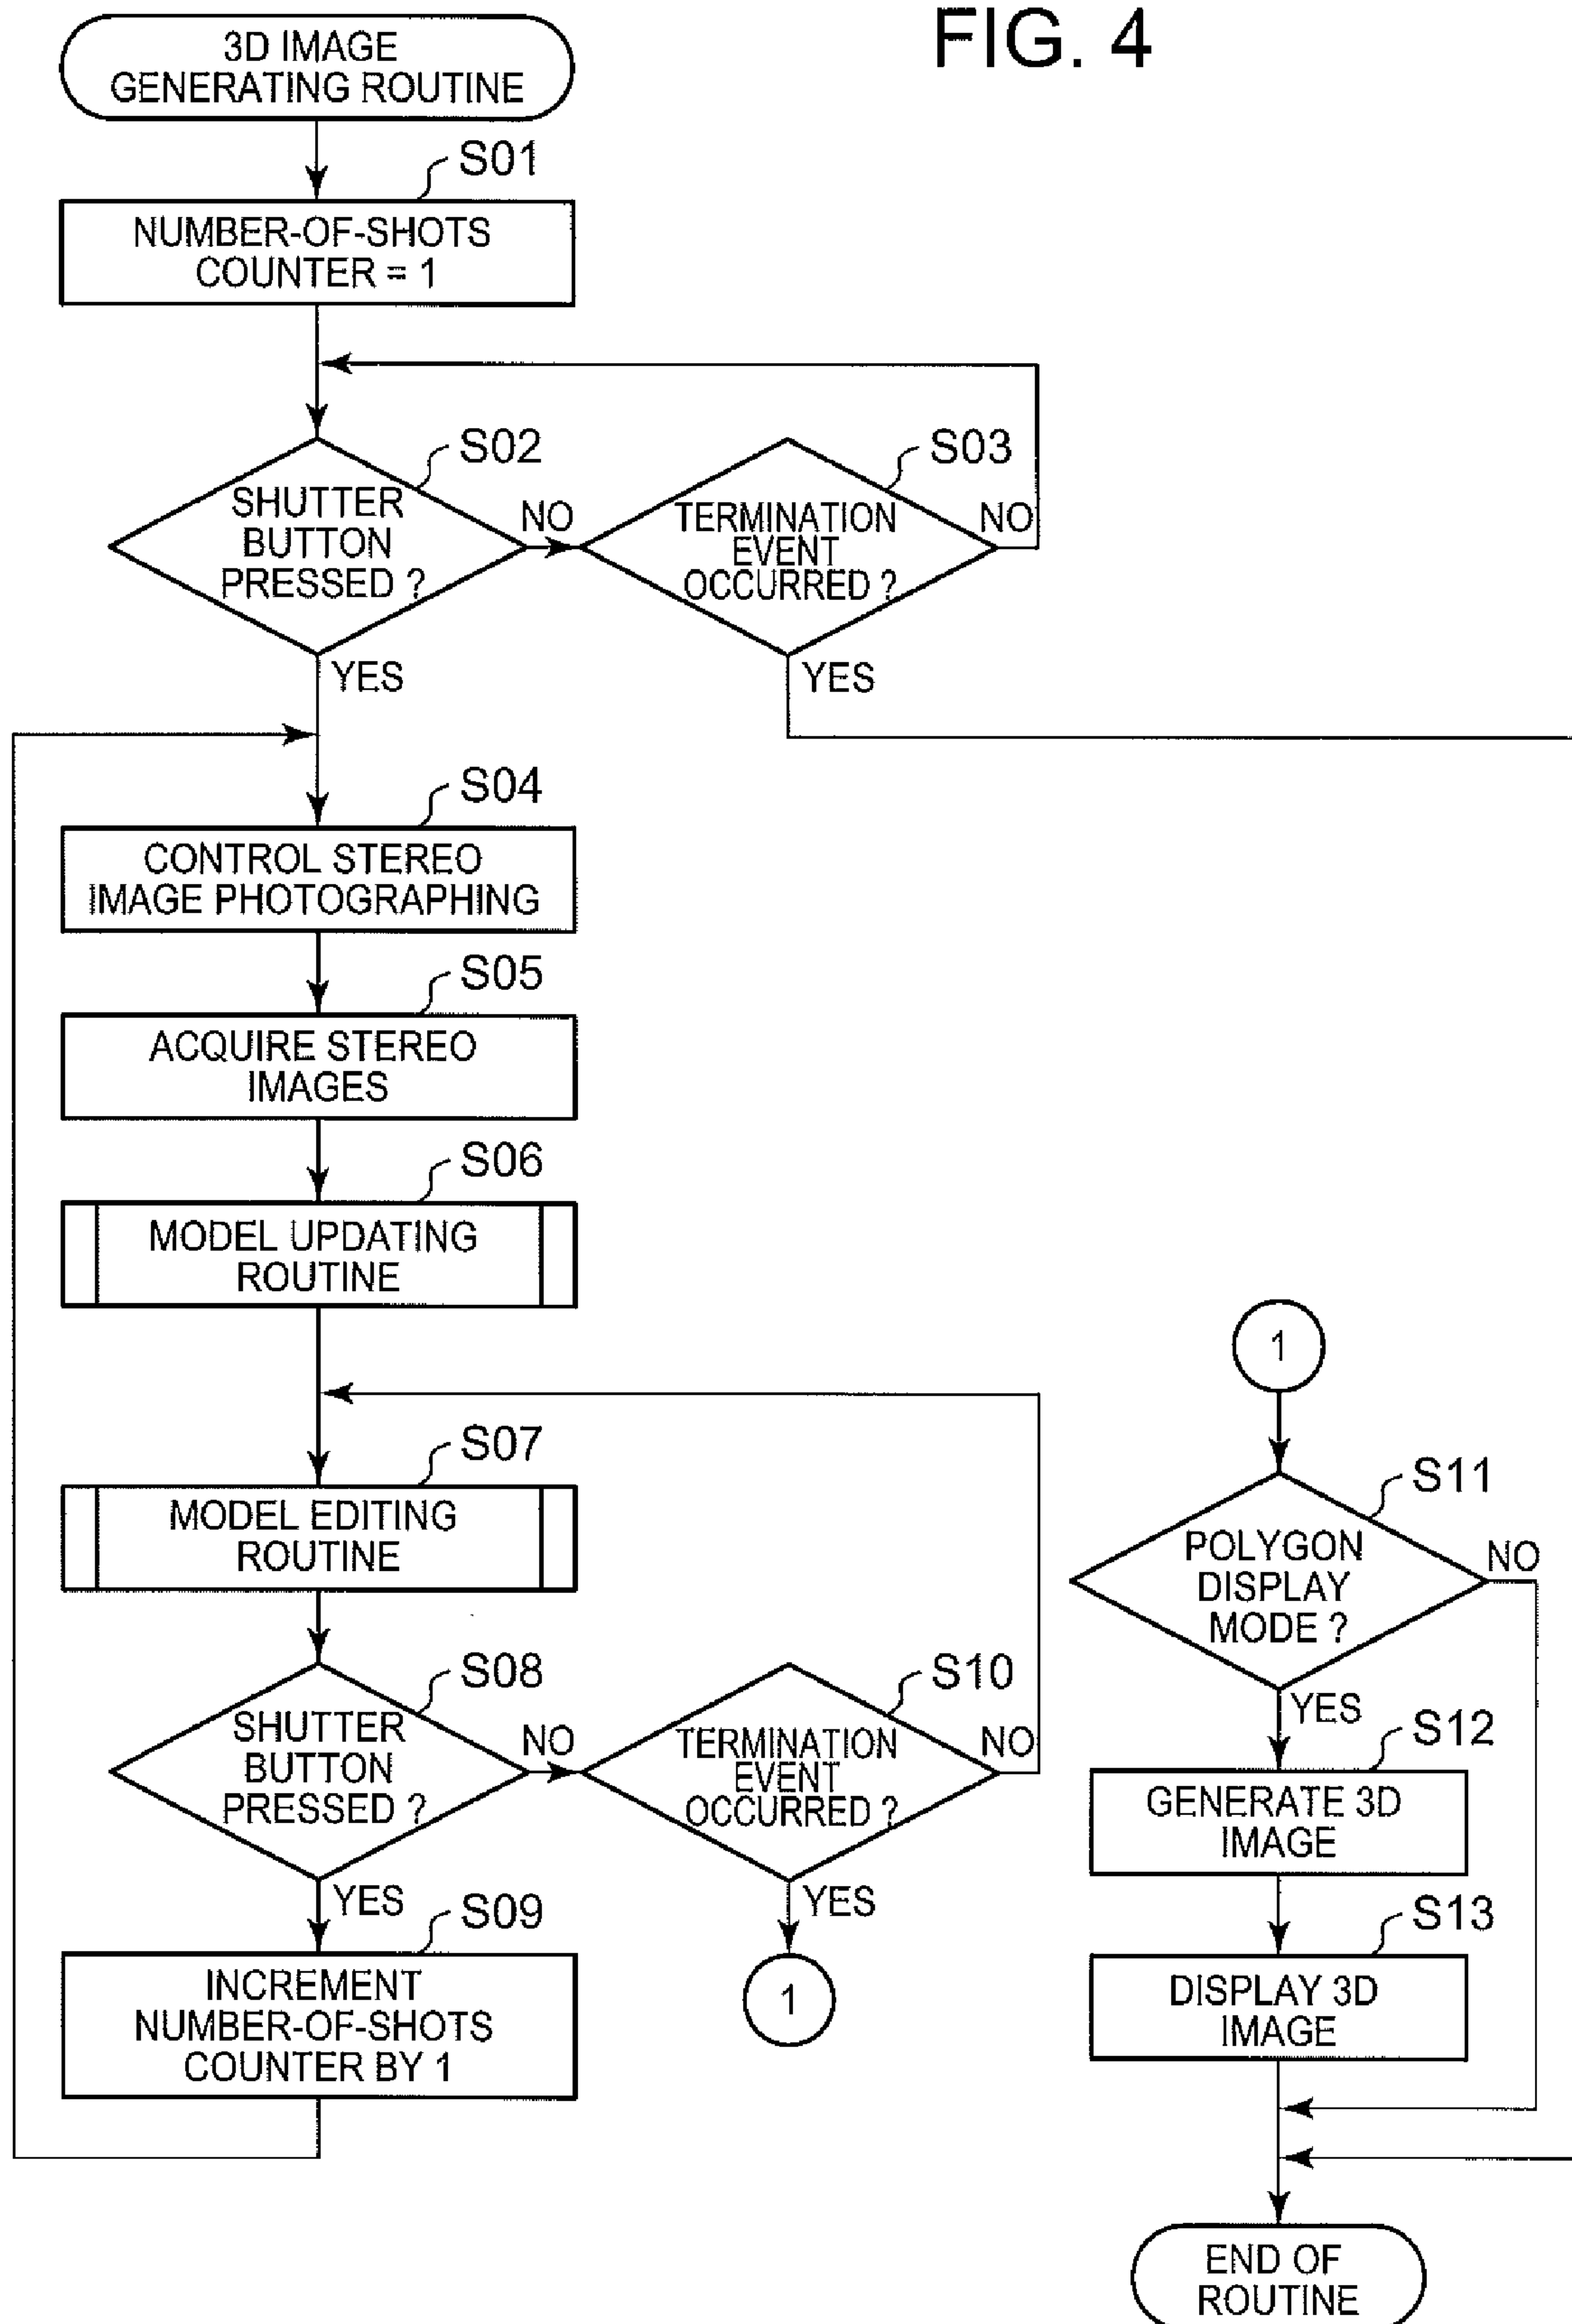 FIG. 4
3D IMAGE
GENERATING ROUTINE
S01
NUMBER-OF-SHOTS
COUNTER = 1
S02
SHUTTER
BUTTON
PRESSED ?
NO
YES
S03
TERMINATION
EVENT
OCCURRED ?
NO
YES
S04
CONTROL STEREO
IMAGE PHOTOGRAPHING
S05
ACQUIRE STEREO
IMAGES
S06
MODEL UPDATING
ROUTINE
S07
MODEL EDITING
ROUTINE
S08
SHUTTER
BUTTON
PRESSED ?
NO
YES
S10
TERMINATION
EVENT
OCCURRED ?
NO
YES
1
S09
INCREMENT
NUMBER-OF-SHOTS
COUNTER BY 1
1
S11
POLYGON
DISPLAY
MODE ?
NO
YES
S12
GENERATE 3D
IMAGE
S13
DISPLAY 3D
IMAGE
END OF
ROUTINE